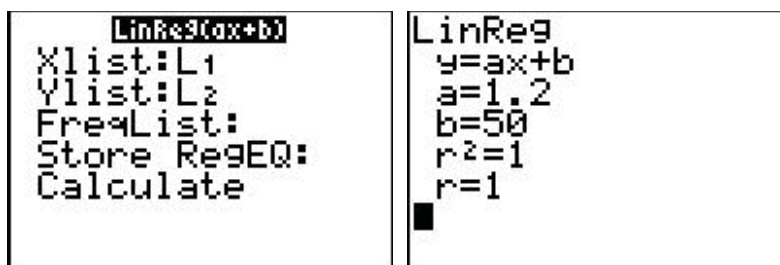 LinReg(ax+b)
Xlist:L₁
Ylist:L₂
FreqList:
Store RegEQ:
Calculate
LinReg
y=ax+b
a=1.2
b=50
r²=1
r=1